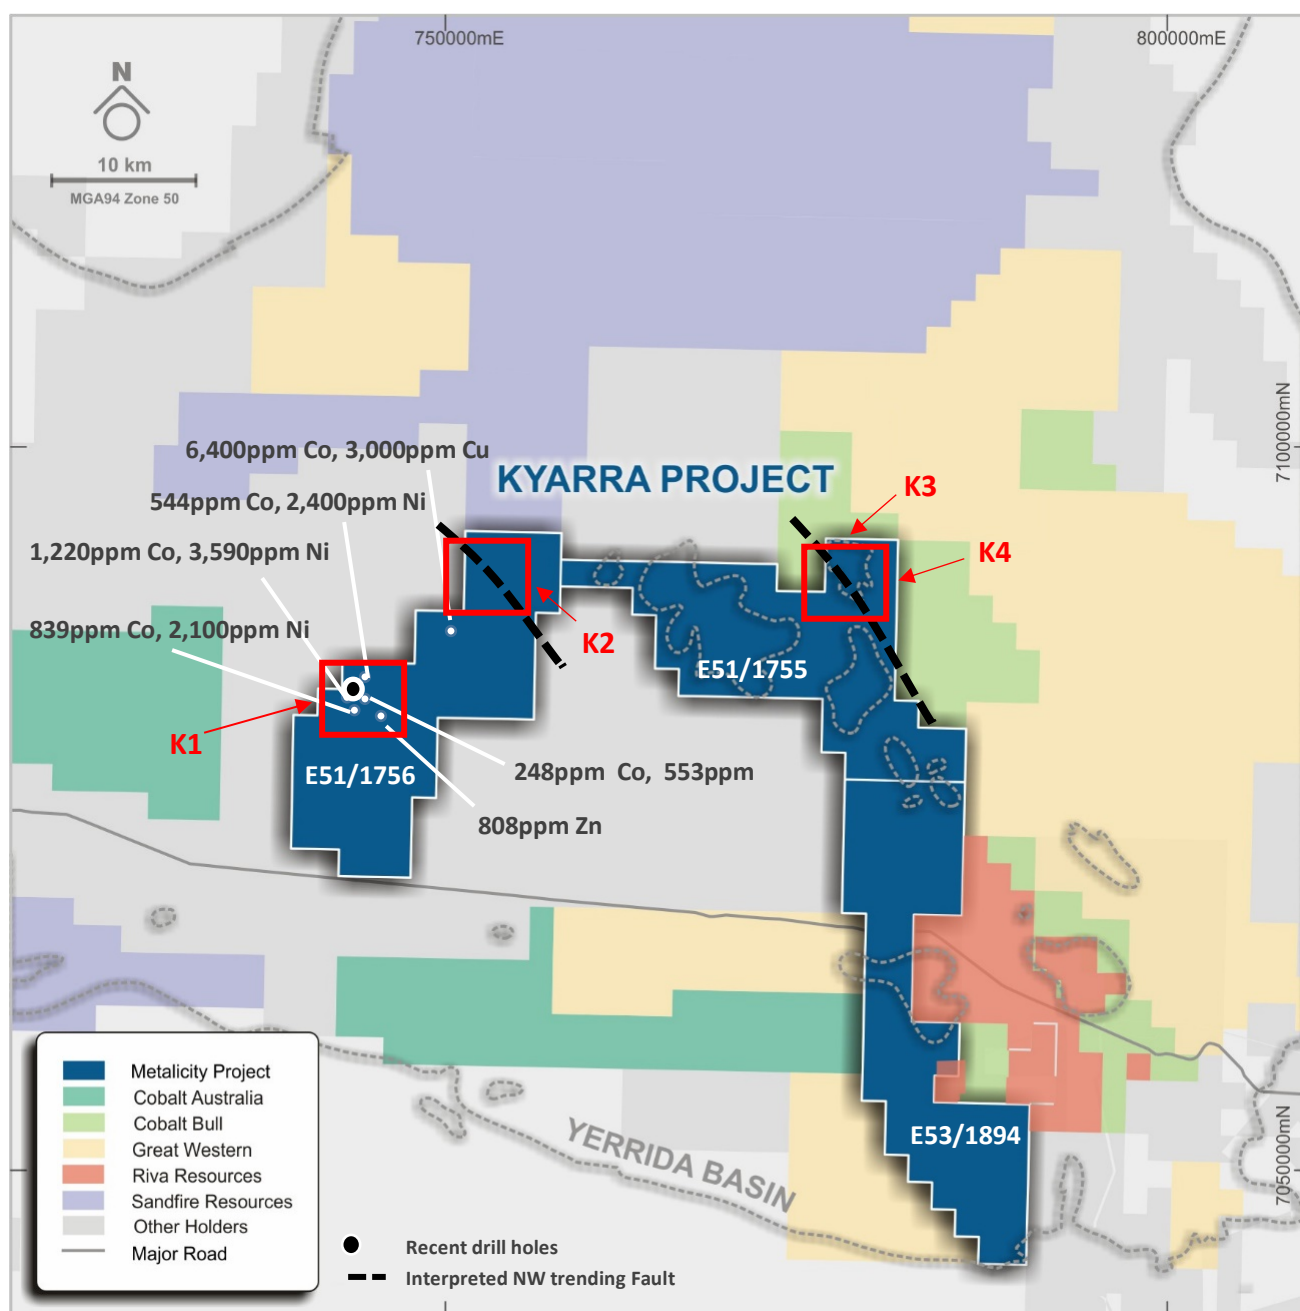 750000mE
800000mE
N
10 km
MGA94 Zone 50
7100000mN
6,400ppm Co, 3,000ppm Cu
KYARRA PROJECT
544ppm Co, 2,400ppm Ni
K3
1,220ppm Co, 3,590ppm Ni
K4
839ppm Co, 2,100ppm Ni
K2
E51/1755
K1
E51/1756
248ppm Co, 553ppm
808ppm Zn
Metalicity Project
Cobalt Australia
Cobalt Bull
Great Western
Riva Resources
Sandfire Resources
Other Holders
Major Road
YERRIDA BASIN
E53/1894
7050000mN
Recent drill holes
Interpreted NW trending Fault